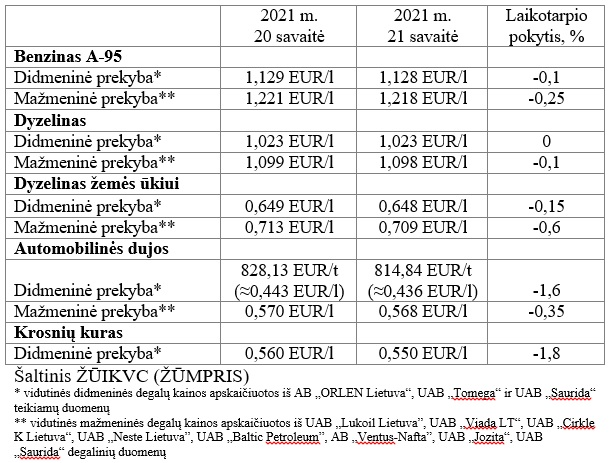 2021 m. 20 savaitė 2021 m. 21 savaitė Laikotarpio pokytis, %
Benzinas A-95
Didmeninė prekyba* 1,129 EUR/l 1,128 EUR/l -0,1
Mažmeninė prekyba** 1,221 EUR/l 1,218 EUR/l -0,25
Dyzelinas
Didmeninė prekyba* 1,023 EUR/l 1,023 EUR/l 0
Mažmeninė prekyba** 1,099 EUR/l 1,098 EUR/l -0,1
Dyzelinas žemės ūkiui
Didmeninė prekyba* 0,649 EUR/l 0,648 EUR/l -0,15
Mažmeninė prekyba** 0,713 EUR/l 0,709 EUR/l -0,6
Automobilinės dujos
Didmeninė prekyba* 828,13 EUR/t (≈0,443 EUR/l) 814,84 EUR/t (≈0,436 EUR/l) -1,6
Mažmeninė prekyba** 0,570 EUR/l 0,568 EUR/l -0,35
Krosnių kuras
Didmeninė prekyba* 0,560 EUR/l 0,550 EUR/l -1,8
Šaltinis ŽŪIKVC (ŽŪMPRIS)
* vidutinės didmeninės degalų kainos apskaičiuotos iš AB „ORLEN Lietuva”, UAB „Tomega“ ir UAB „Saurida“
teikiamų duomenų
** vidutinės mažmeninės degalų kainos apskaičiuotos iš UAB „Lukoil Lietuva”, UAB „Viada LT“, UAB „Cirkle
K Lietuva“, UAB „Neste Lietuva”, UAB „Baltic Petroleum”, AB „Ventus-Nafta”, UAB „Jozita“, UAB
„Saurida“ degalinių duomenų